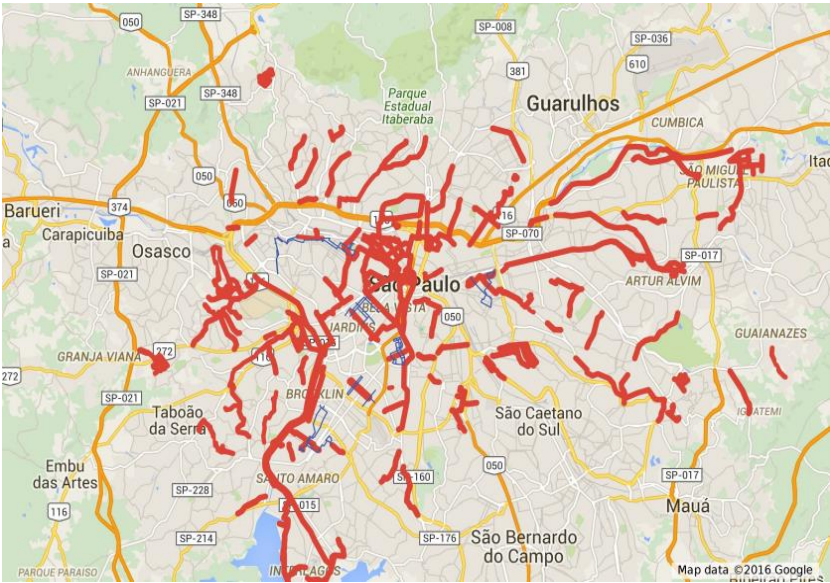 SP-348
050
SP-008
SP-036
ANHANGUERA
381
610
SP-348
SP-021
Parque
Estadual
Itaberaba
Guarulhos
CUMBICA
SÃO MIGUEL
PAULISTA
050
Barueri
374
Carapicuiba
SP-070
Osasco
SP-017
SP-021
ARTUR ALVIM
São Paulo
BELA VISTA
050
JARDINS
GUAIANAZES
GRANJA VIANA
272
116
272
SP-021
BROOKLIN
Taboão
da Serra
São Caetano
do Sul
IGUATEMI
Embu
das Artes
050
SANTO AMARO
SP-160
SP-017
SP-228
116
SP-015
Mauá
SP-214
SP-176
São Bernardo
do Campo
PARQUE PARAISO
INTERLAGOS
Map data ©2016 Google